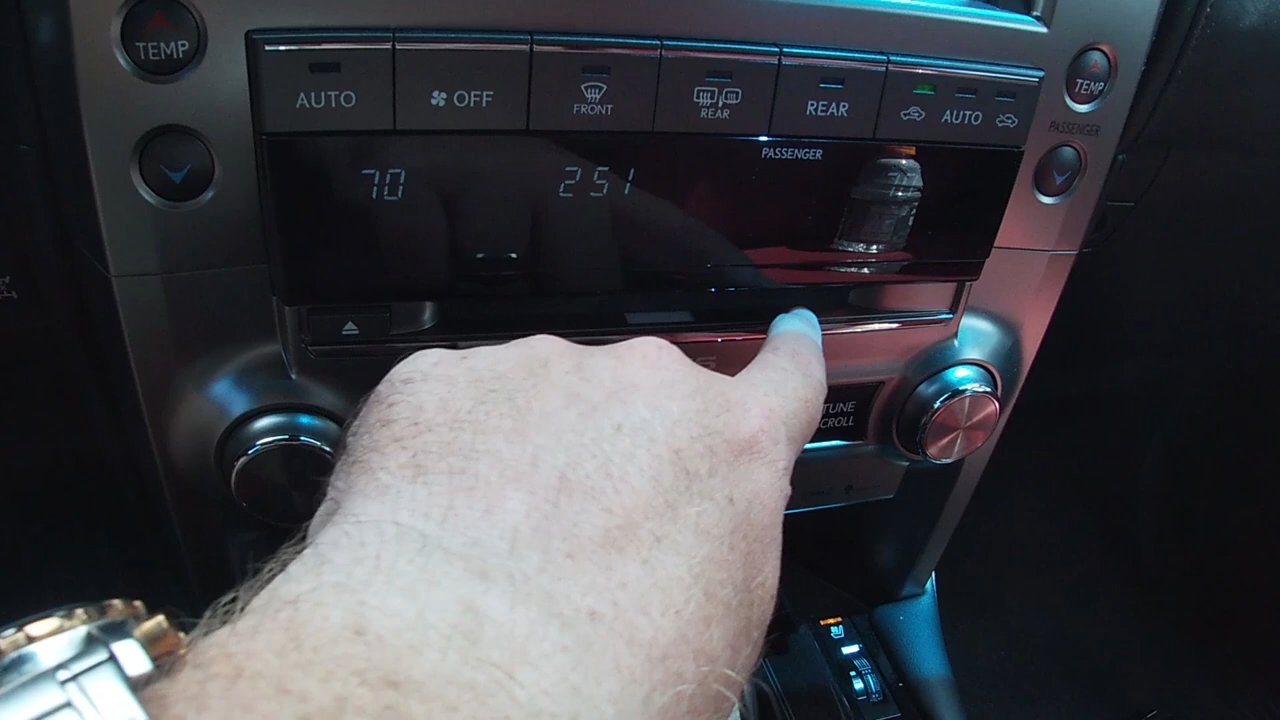 TEMP
AUTO
OFF
FRONT
REAR
REAR
AUTO
TEMP
PASSENGER
PASSENGER
70
251
TUNE
SCROLL